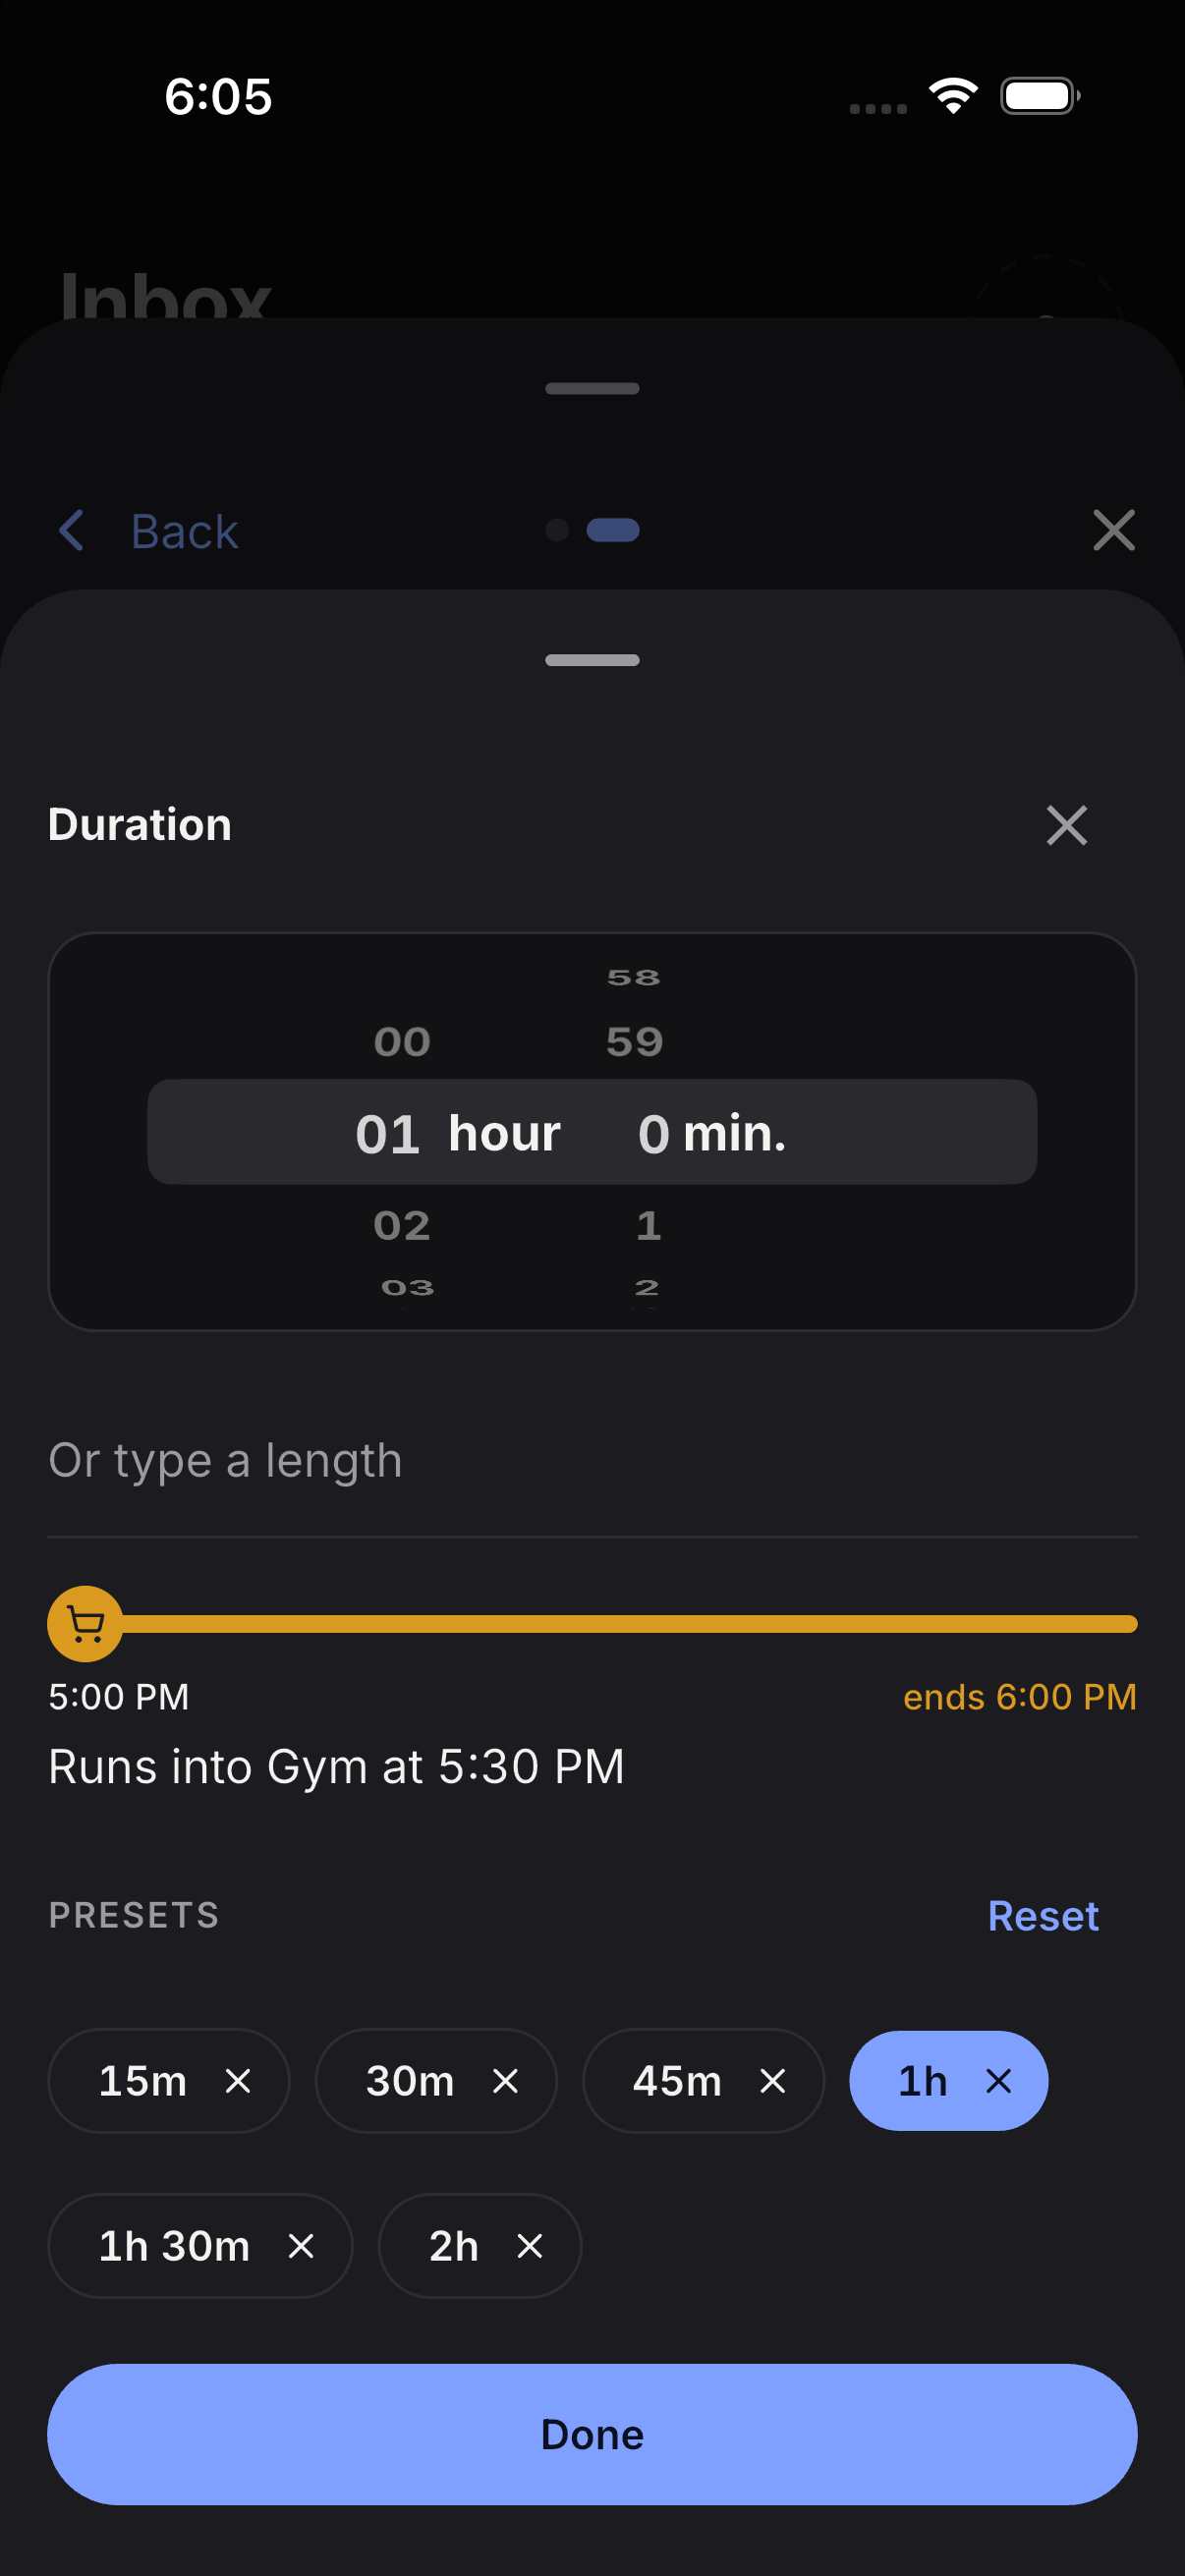 6:05
Inbox
Back
Duration
58
00 59
01 hour 0 min.
02 1
03 2
Or type a length
5:00 PM ends 6:00 PM
Runs into Gym at 5:30 PM
PRESETS Reset
15m 30m 45m 1h
1h 30m 2h
Done